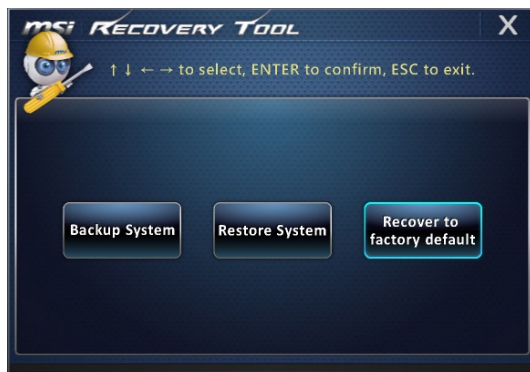 msi RECOVERY TOOL X
↑ ↓ ← → to select, ENTER to confirm, ESC to exit.
Backup System
Restore System
Recover to
factory default